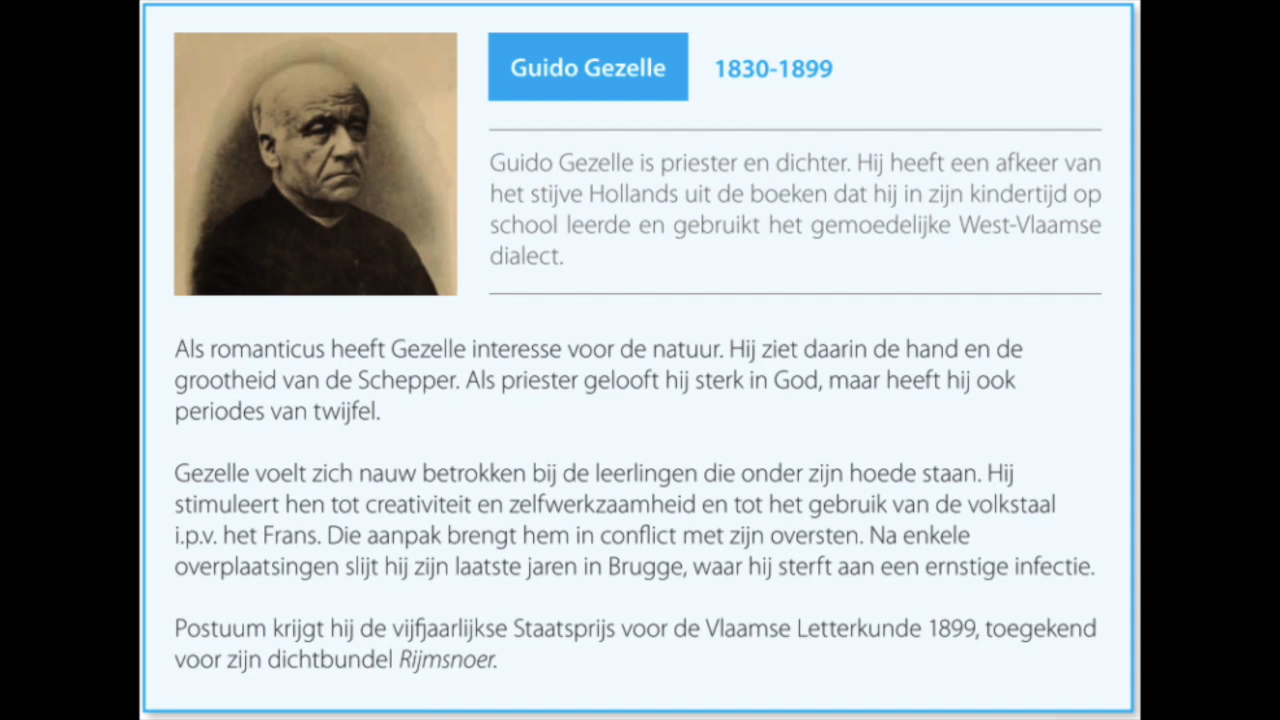 Guido Gezelle 1830-1899
Guido Gezelle is priester en dichter. Hij heeft een afkeer van
het stijve Hollands uit de boeken dat hij in zijn kindertijd op
school leerde en gebruikt het gemoedelijke West-Vlaamse
dialect.
Als romanticus heeft Gezelle interesse voor de natuur. Hij ziet daarin de hand en de
grootheid van de Schepper. Als priester gelooft hij sterk in God, maar heeft hij ook
periodes van twijfel.
Gezelle voelt zich nauw betrokken bij de leerlingen die onder zijn hoede staan. Hij
stimuleert hen tot creativiteit en zelfwerkzaamheid en tot het gebruik van de volkstaal
i.p.v. het Frans. Die aanpak brengt hem in conflict met zijn oversten. Na enkele
overplaatsingen slijt hij zijn laatste jaren in Brugge, waar hij sterft aan een ernstige infectie.
Postuum krijgt hij de vijfjaarlijkse Staatsprijs voor de Vlaamse Letterkunde 1899, toegekend
voor zijn dichtbundel Rijmsnoer.